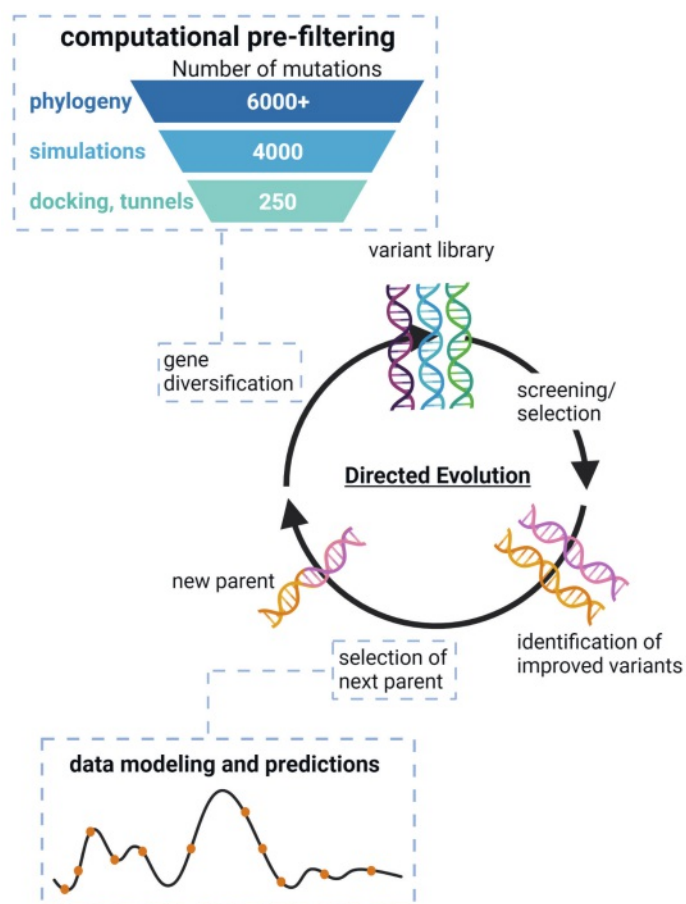 computational pre-filtering
Number of mutations
phylogeny 6000+
simulations 4000
docking, tunnels 250
variant library
gene
diversification
screening/
selection
Directed Evolution
new parent
identification of
improved variants
selection of
next parent
data modeling and predictions